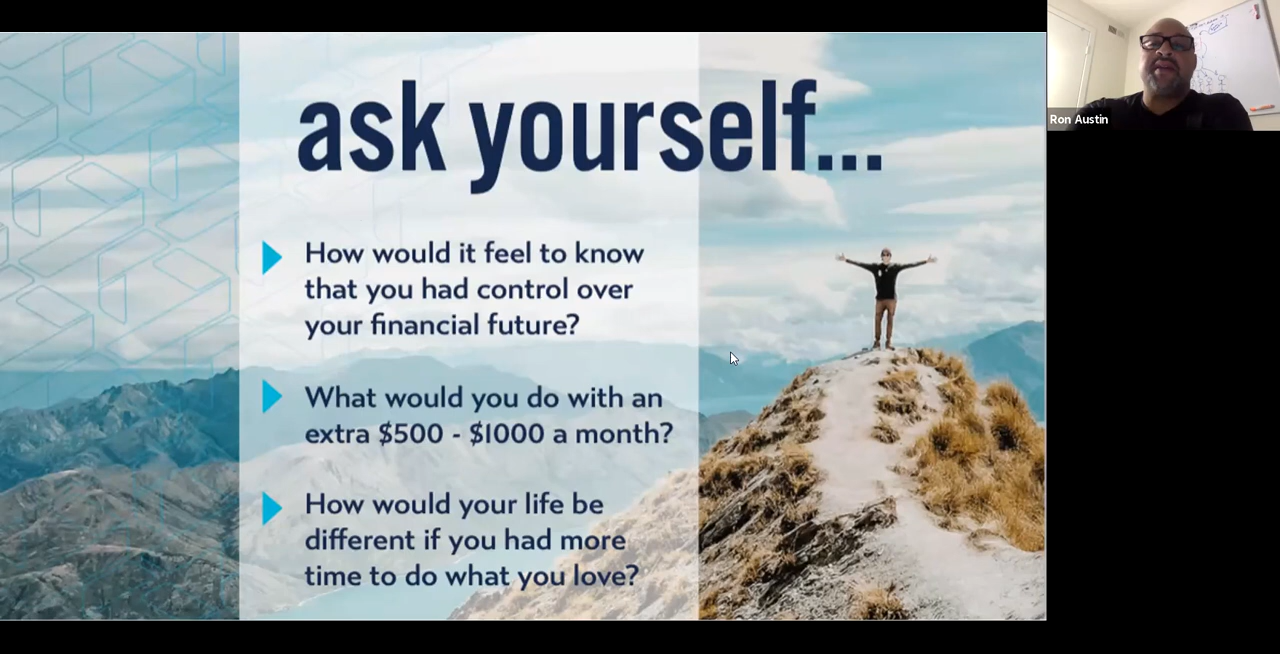 ask yourself...
How would it feel to know
that you had control over
your financial future?
What would you do with an
extra $500 - $1000 a month?
How would your life be
different if you had more
time to do what you love?
Ron Austin